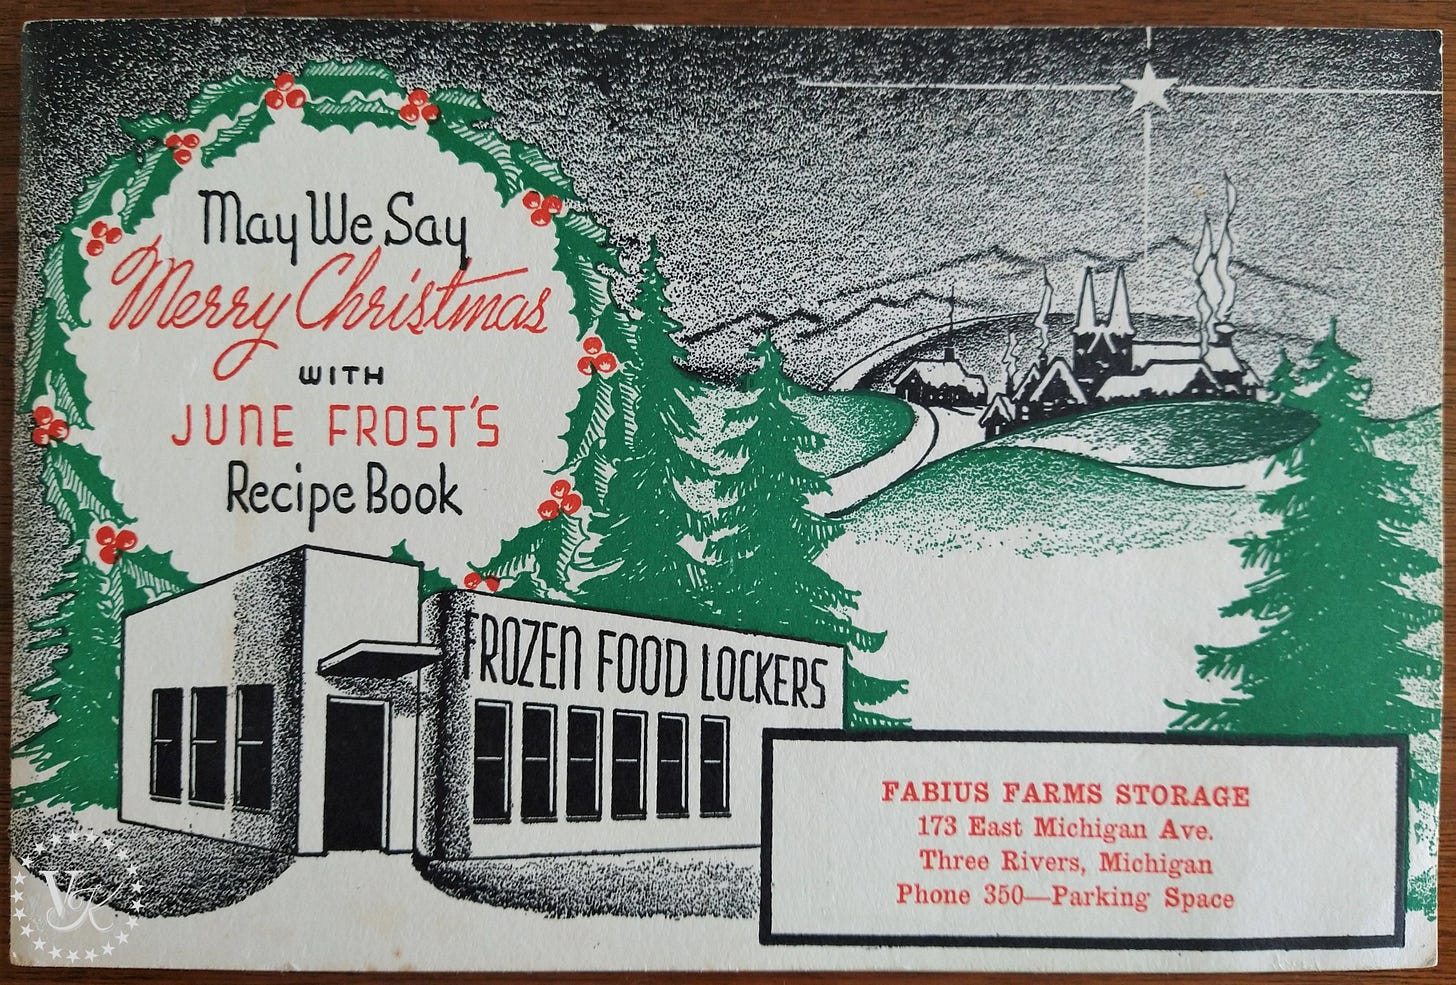 May We Say
Merry Christmas
WITH
JUNE FROST'S
Recipe Book
FROZEN FOOD LOCKERS
FABIUS FARMS STORAGE
173 East Michigan Ave.
Three Rivers, Michigan
Phone 350—Parking Space